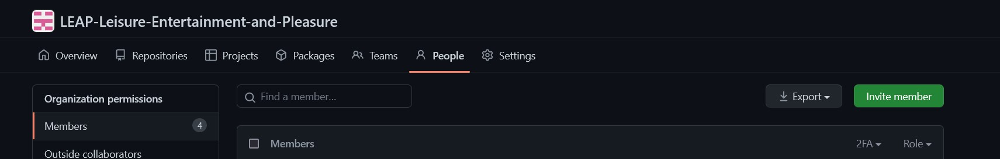 LEAP-Leisure-Entertainment-and-Pleasure
Overview Repositories Projects Packages Teams People Settings
Organization permissions
Find a member...
Export
Invite member
Members 4
Members 2FA Role
Outside collaborators